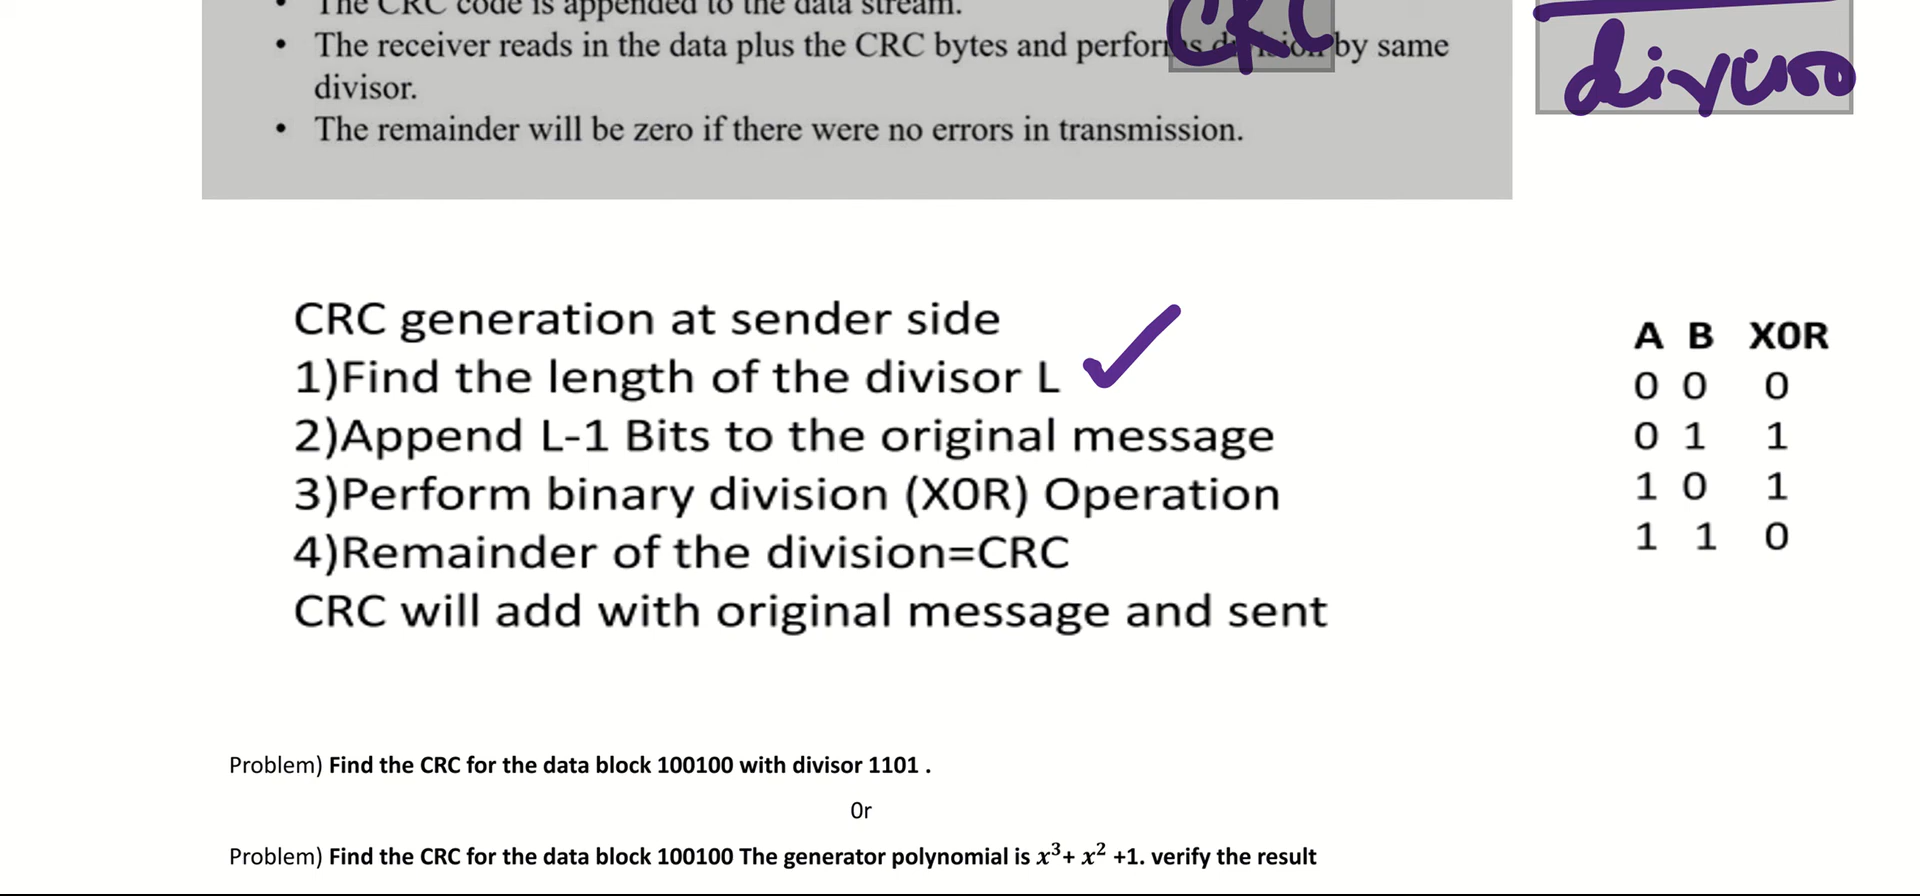 • The CRC code is appended to the data stream.
• The receiver reads in the data plus the CRC bytes and performs division by same
divisor.
• The remainder will be zero if there were no errors in transmission.
CRC
CRC generation at sender side
1)Find the length of the divisor L
2)Append L-1 Bits to the original message
3)Perform binary division (X0R) Operation
4)Remainder of the division=CRC
CRC will add with original message and sent
A B X0R
0 0 0
0 1 1
1 0 1
1 1 0
Problem) Find the CRC for the data block 100100 with divisor 1101 .
Or
Problem) Find the CRC for the data block 100100 The generator polynomial is x³+ x² +1. verify the result